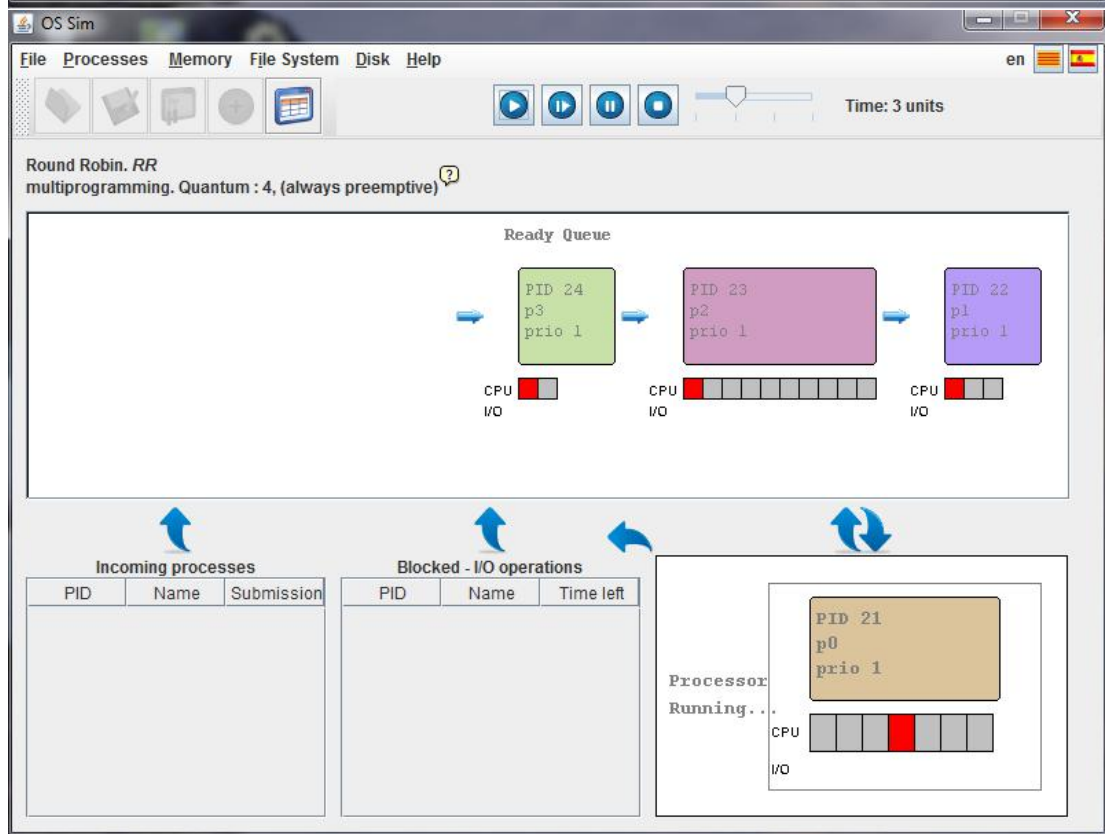 OS Sim
File Processes Memory File System Disk Help en
Time: 3 units
Round Robin. RR
multiprogramming. Quantum : 4, (always preemptive) ?
Ready Queue
PID 24 PID 23 PID 22
p3 p2 p1
prio 1 prio 1 prio 1
CPU CPU CPU
I/O I/O I/O
Incoming processes Blocked - I/O operations
PID Name Submission PID Name Time left
PID 21
p0
prio 1
Processor
Running...
CPU
I/O